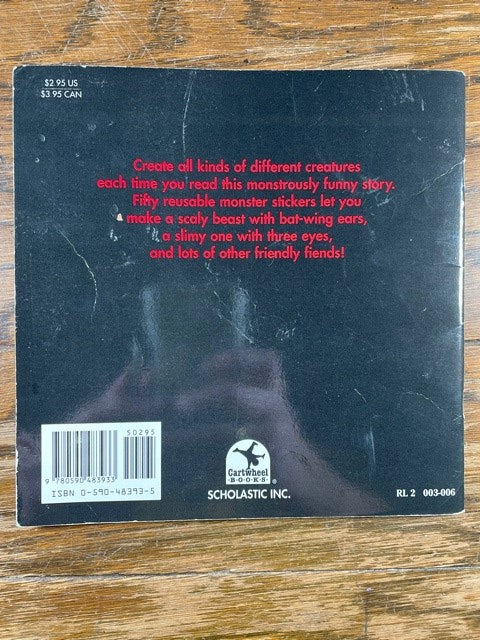 $2.95 US
$3.95 CAN
Create all kinds of different creatures
each time you read this monstrously funny story.
Fifty reusable monster stickers let you
make a scaly beast with bat-wing ears,
a slimy one with three eyes,
and lots of other friendly fiends!
50295
9 780590 483933
ISBN 0-590-48393-5
Cartwheel
BOOKS ®
SCHOLASTIC INC.
RL 2 003-006